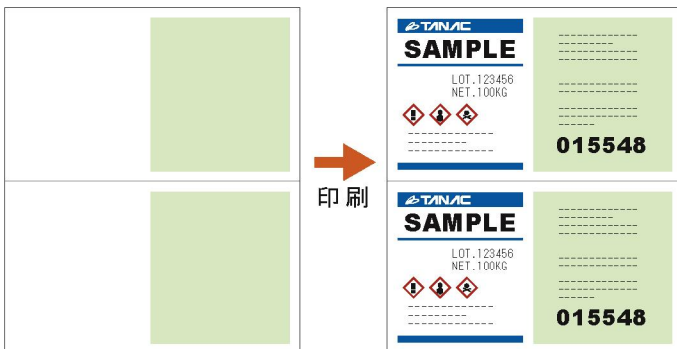 印刷
TANAC
SAMPLE
LOT.123456
NET.100KG
015548
TANAC
SAMPLE
LOT.123456
NET.100KG
015548